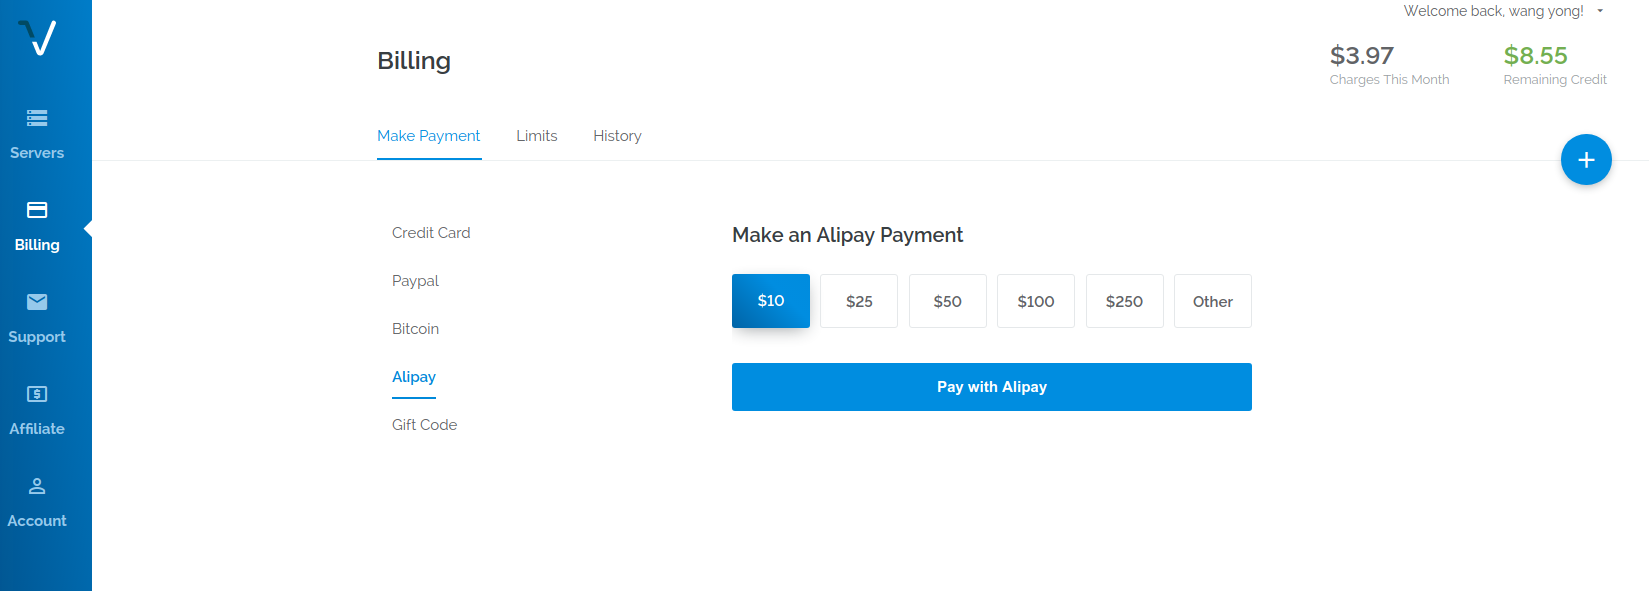 Welcome back, wang yong!
Billing
$3.97
Charges This Month
$8.55
Remaining Credit
Make Payment
Limits
History
Servers
Billing
Support
Affiliate
Account
Credit Card
Paypal
Bitcoin
Alipay
Gift Code
Make an Alipay Payment
$10
$25
$50
$100
$250
Other
Pay with Alipay